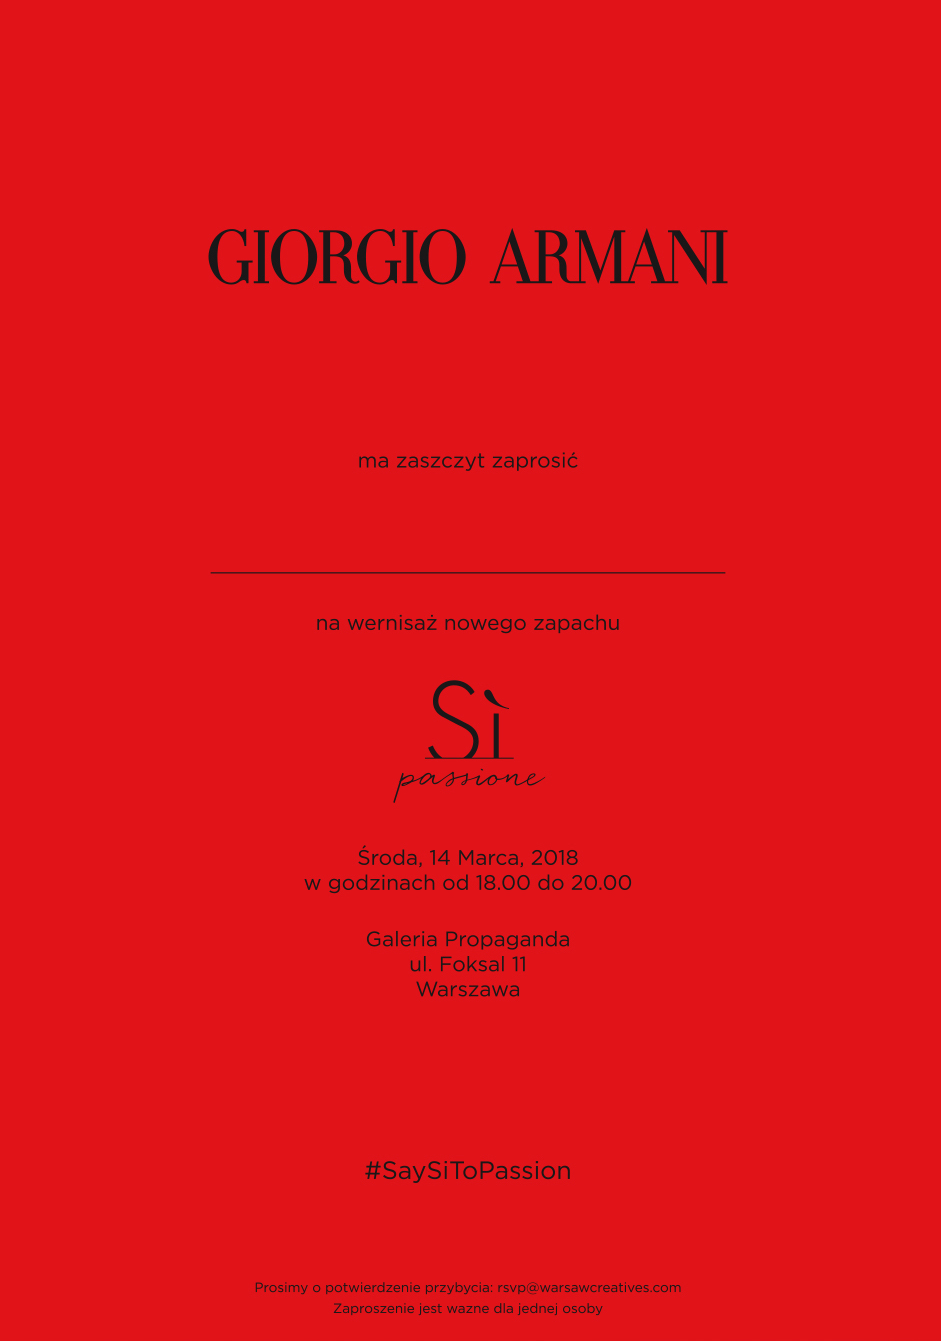 GIORGIO ARMANI
ma zaszczyt zaprosić
na wernisaż nowego zapachu
Sì
passione
Środa, 14 Marca, 2018
w godzinach od 18.00 do 20.00
Galeria Propaganda
ul. Foksal 11
Warszawa
#SaySiToPassion
Prosimy o potwierdzenie przybycia: rsvp@warsawcreatives.com
Zaproszenie jest wazne dla jednej osoby